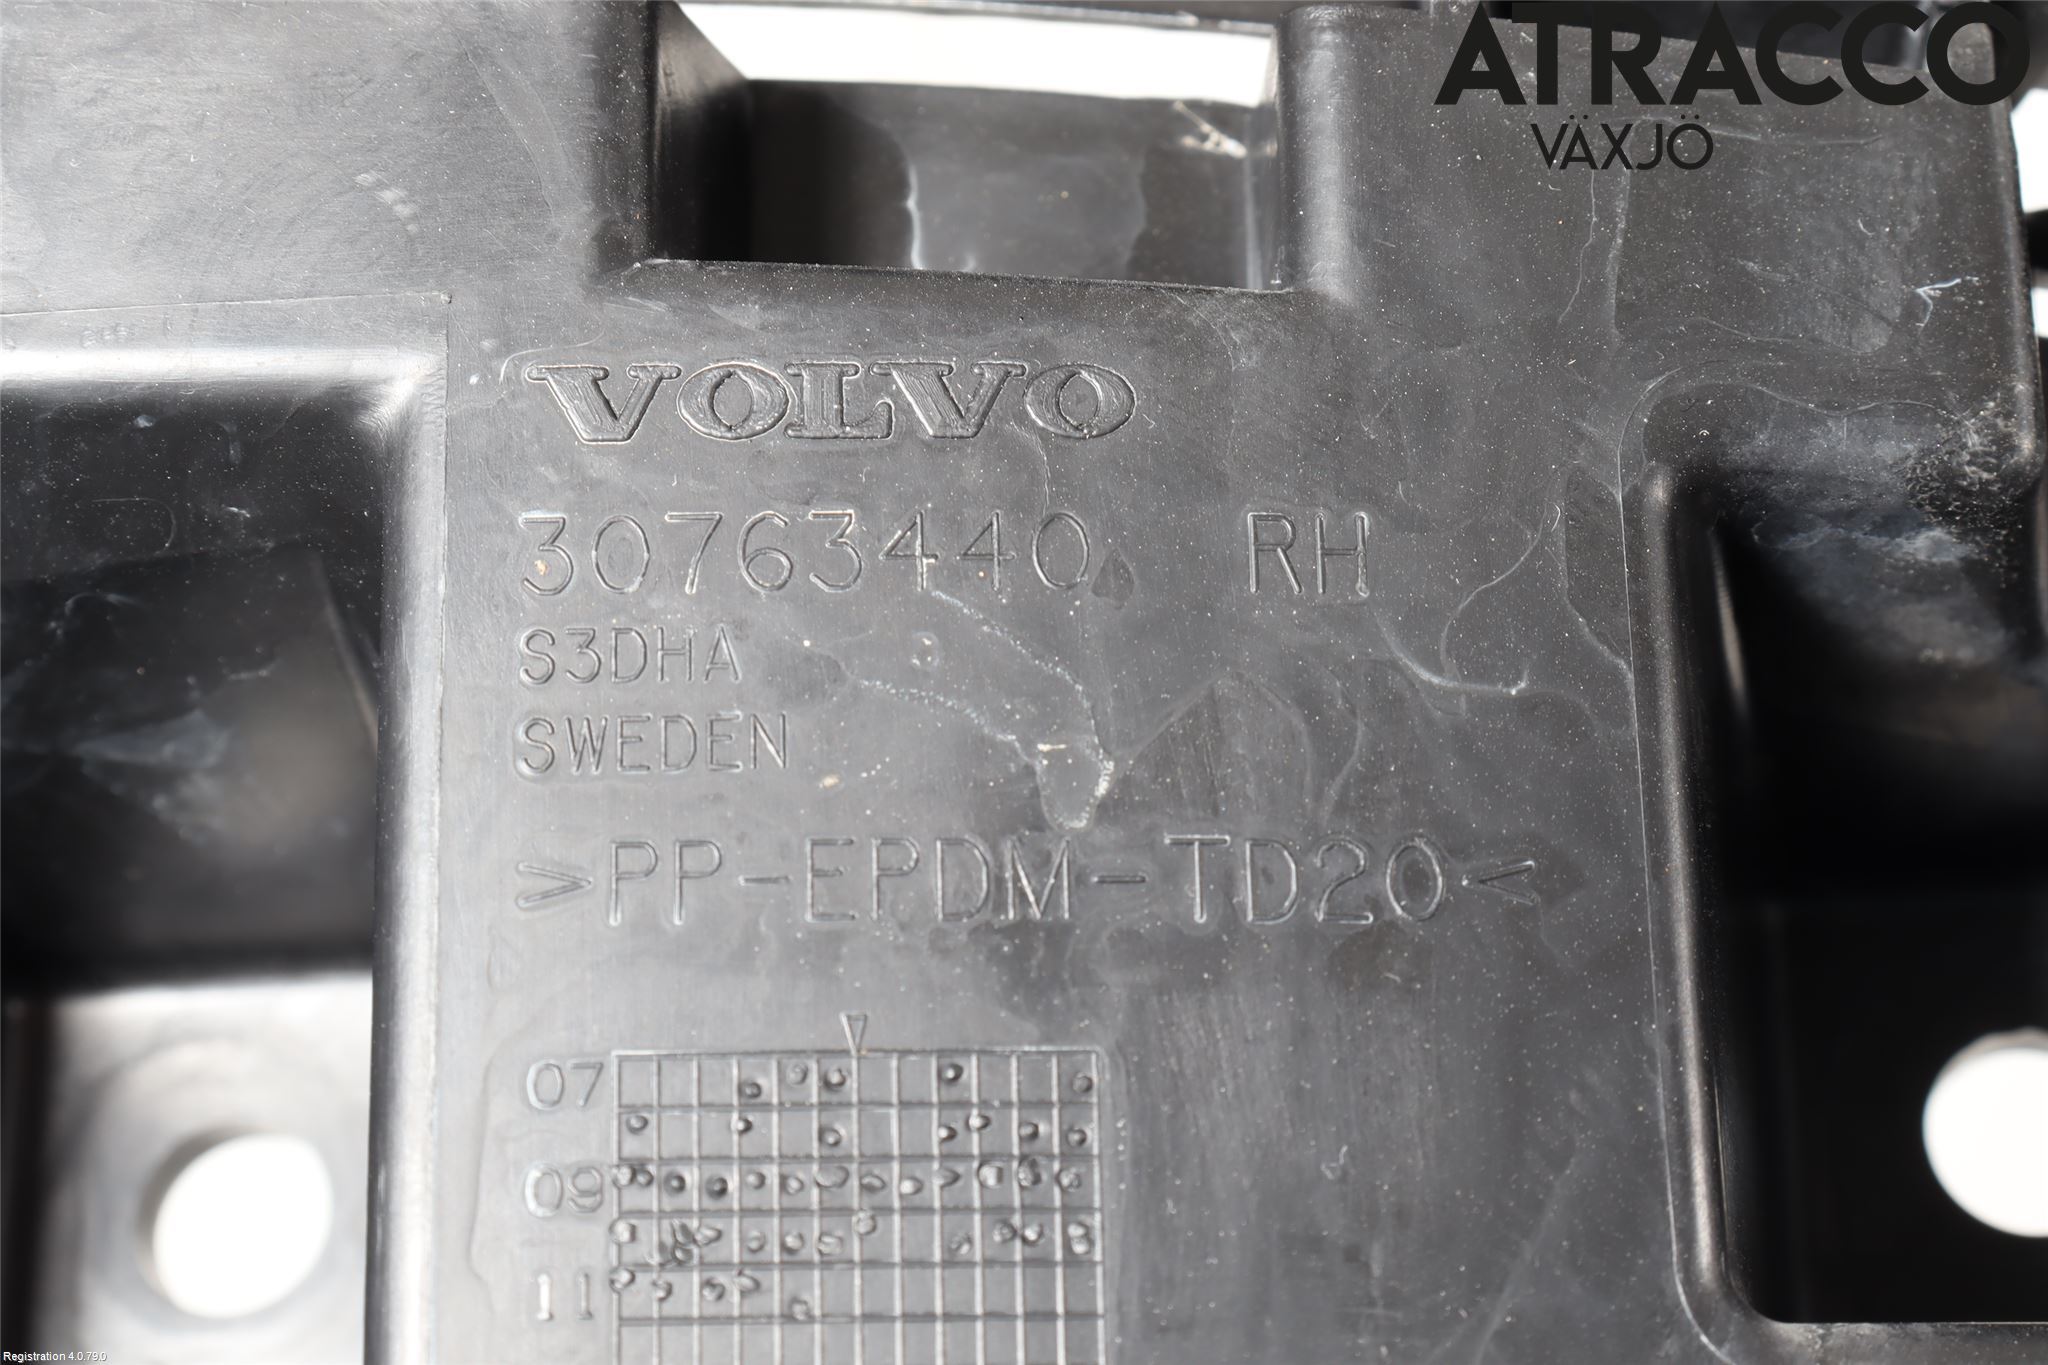 ATRACCO
VÄXJÖ
VOLVO
30763440 RH
S3DHA
SWEDEN
>PP-EPDM-TD20<
07
09
11
Registration 4.0.79.0